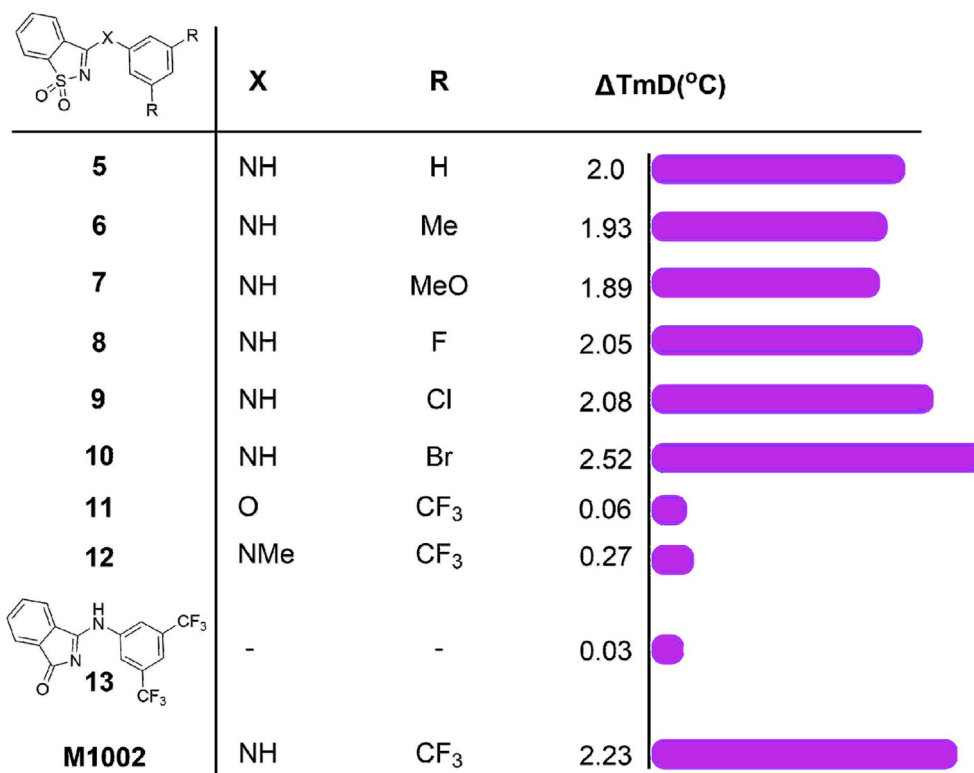 X R
R
S N
O O
X R ΔTmD(°C)
5 NH H 2.0
6 NH Me 1.93
7 NH MeO 1.89
8 NH F 2.05
9 NH Cl 2.08
10 NH Br 2.52
11 O CF₃ 0.06
12 NMe CF₃ 0.27
H
N CF₃
N
O 13 CF₃
- - 0.03
M1002 NH CF₃ 2.23